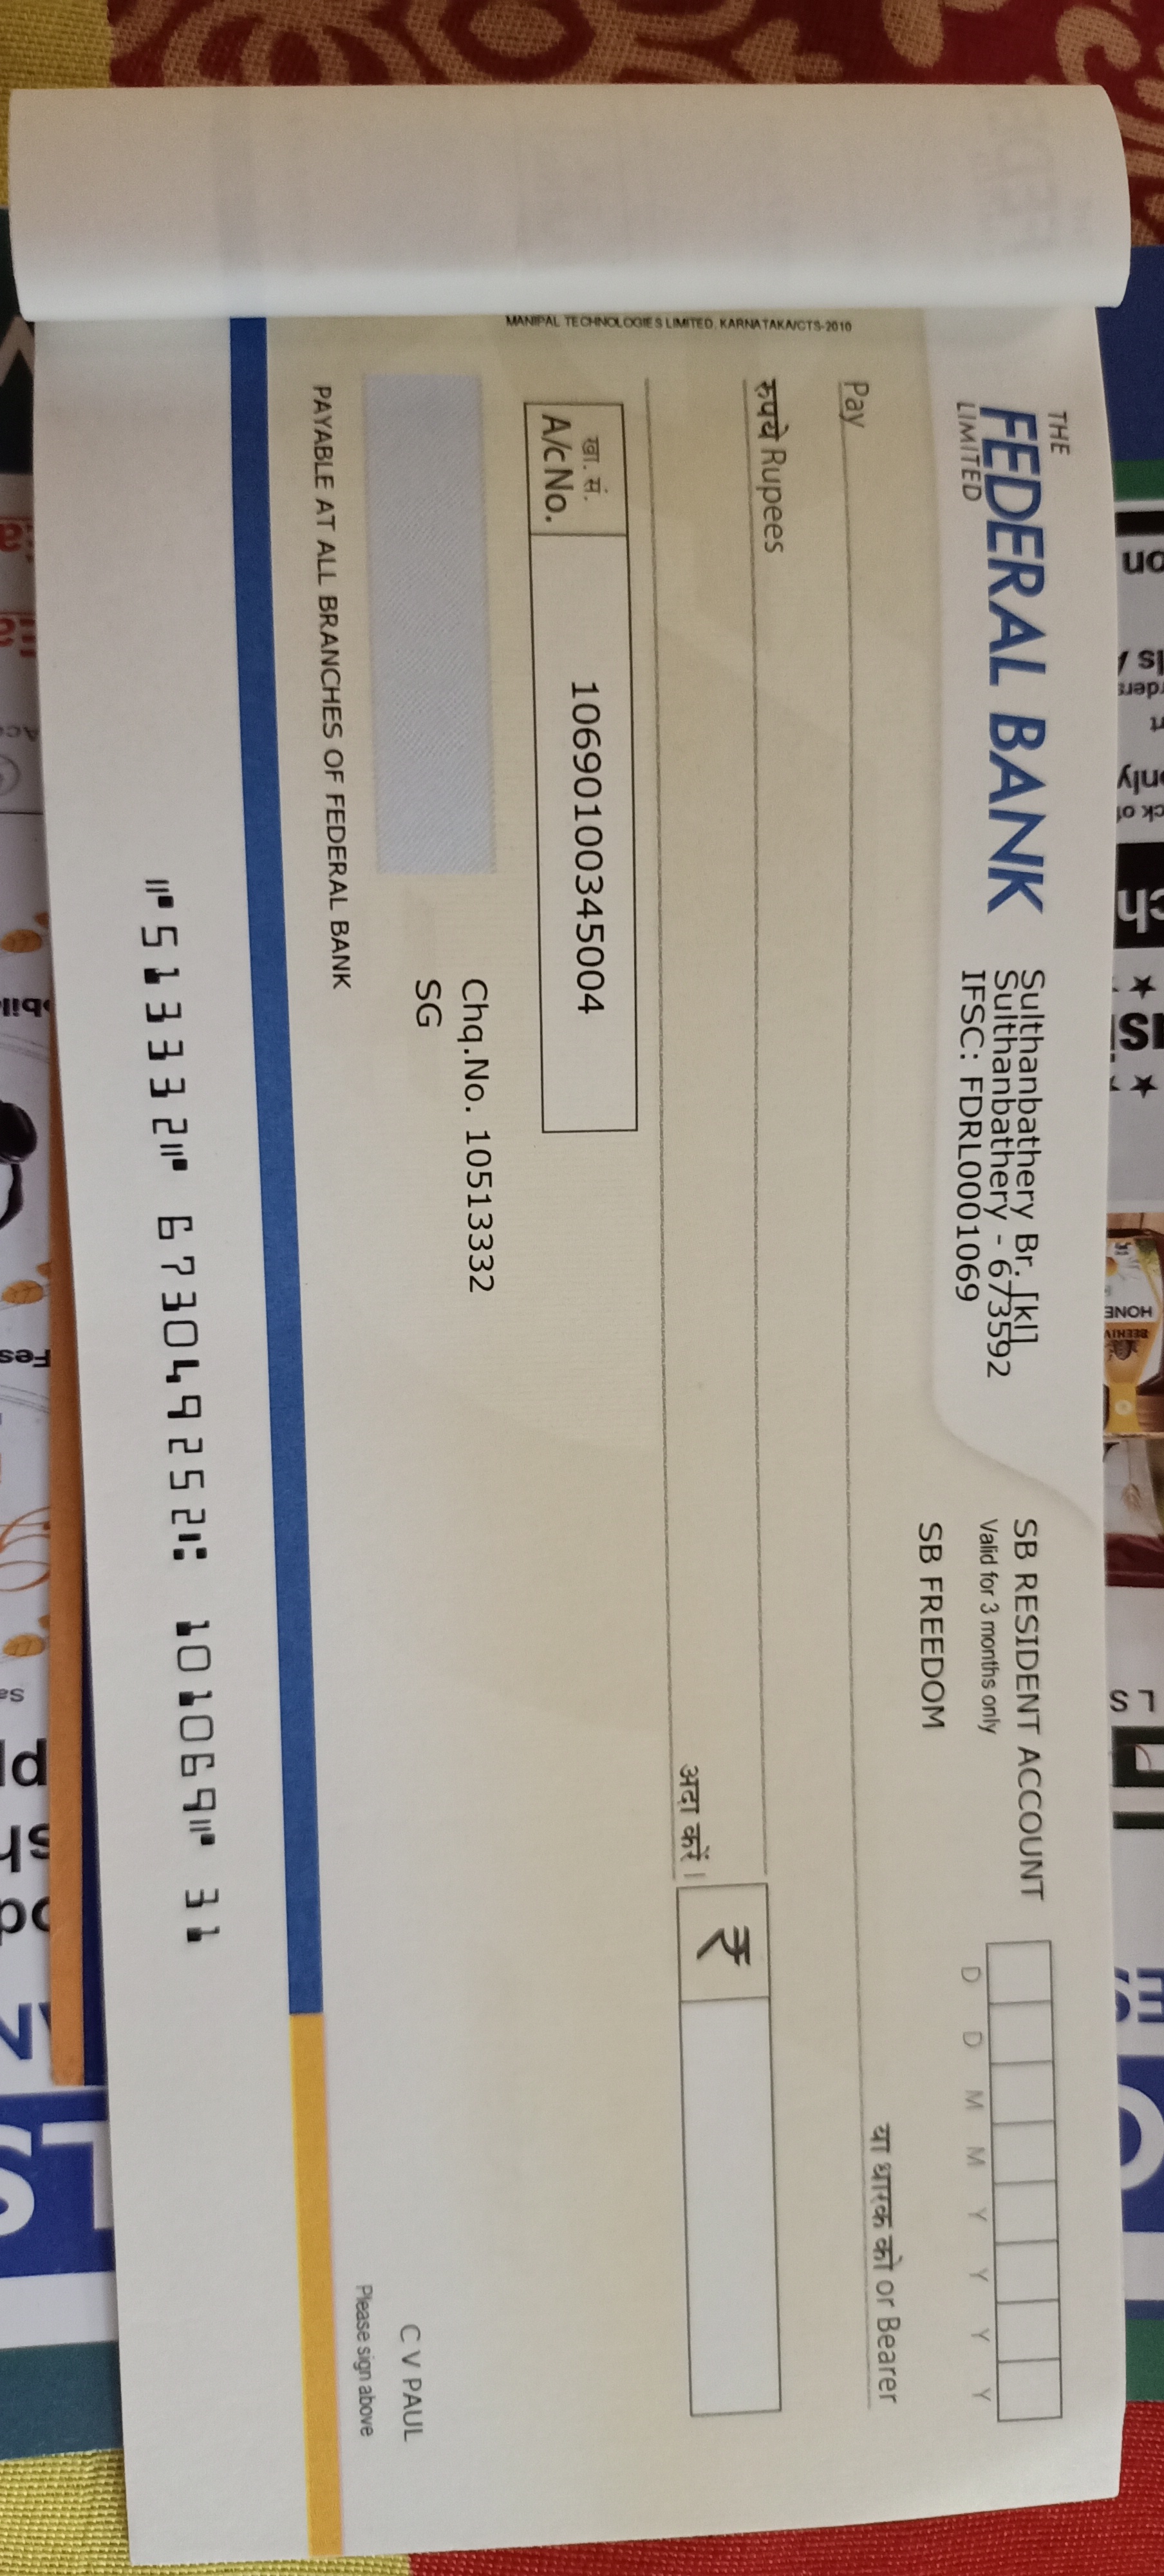 THE
FEDERAL BANK
LIMITED
Sulthanbathery Br. [kl]
Sulthanbathery - 673592
IFSC: FDRL0001069
SB RESIDENT ACCOUNT
Valid for 3 months only
SB FREEDOM
D D M M Y Y Y Y
Pay
या धारक को or Bearer
रुपये Rupees
अदा करें।
₹
खा. सं.
A/c No.
10690100345004
Chq.No. 10513332
SG
C V PAUL
Please sign above
PAYABLE AT ALL BRANCHES OF FEDERAL BANK
MANIPAL TECHNOLOGIES LIMITED, KARNATAKA/CTS-2010
⑈513332⑈ 673049252⑆ 101069⑈ 31
HONE
BEEHIV